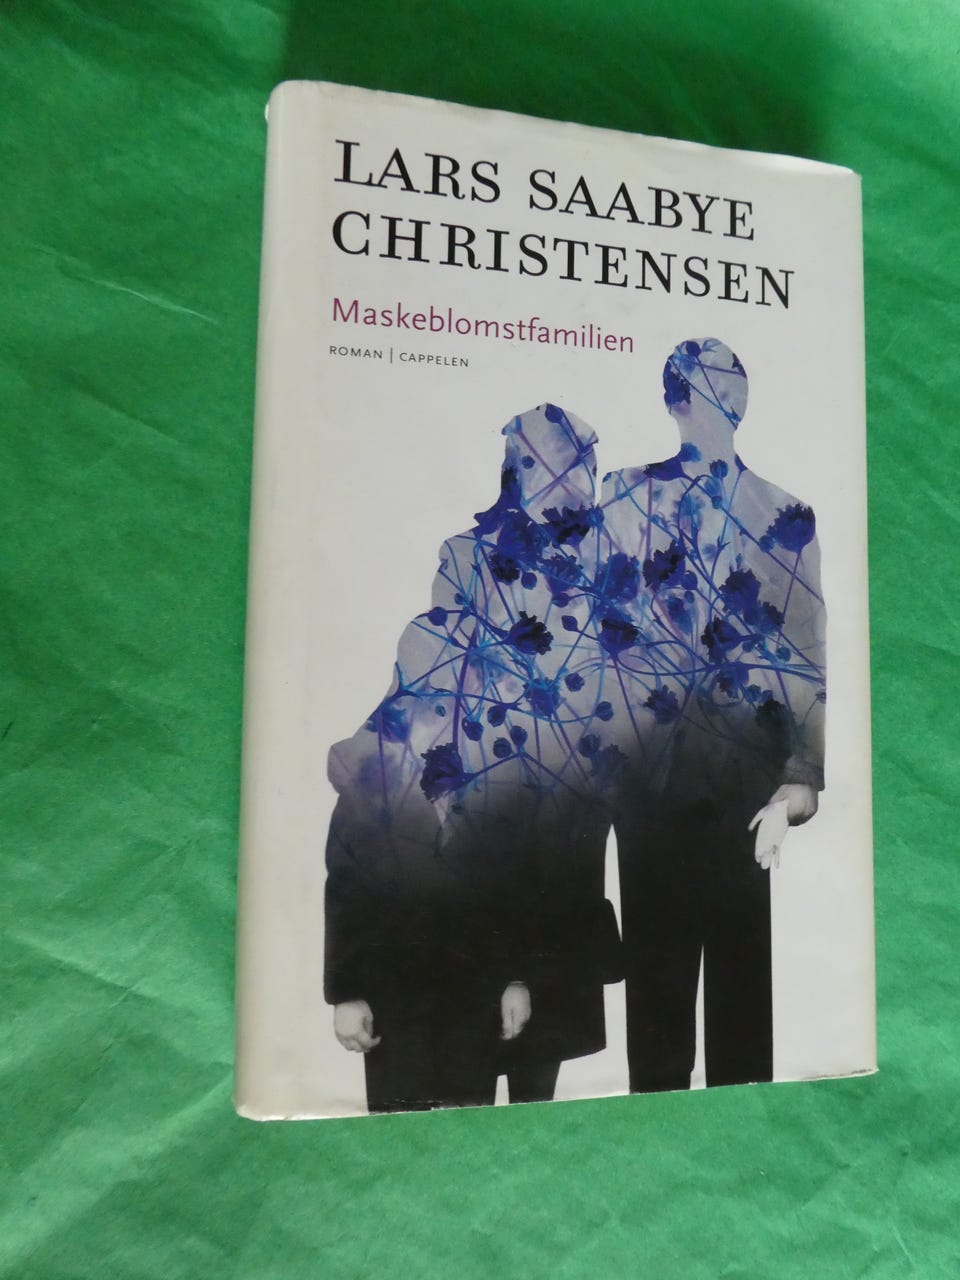 LARS SAABYE
CHRISTENSEN
Maskeblomstfamilien
ROMAN | CAPPELEN